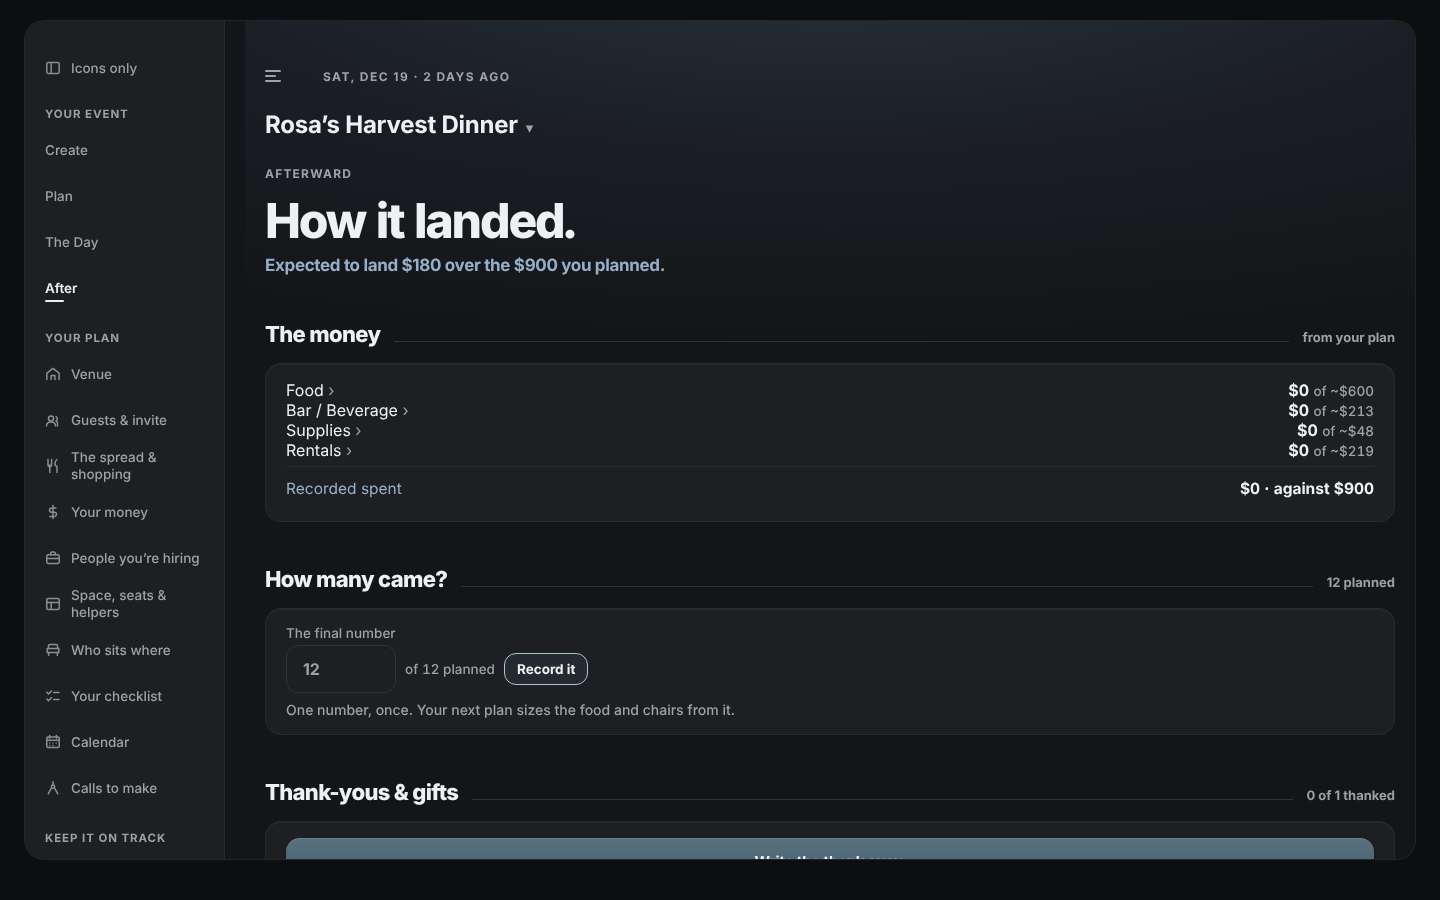 Icons only
YOUR EVENT
Create
Plan
The Day
After
YOUR PLAN
Venue
Guests & invite
The spread &
shopping
Your money
People you’re hiring
Space, seats &
helpers
Who sits where
Your checklist
Calendar
Calls to make
KEEP IT ON TRACK
SAT, DEC 19 · 2 DAYS AGO
Rosa’s Harvest Dinner ▾
AFTERWARD
How it landed.
Expected to land $180 over the $900 you planned.
The money
from your plan
Food › $0 of ~$600
Bar / Beverage › $0 of ~$213
Supplies › $0 of ~$48
Rentals › $0 of ~$219
Recorded spent $0 · against $900
How many came?
12 planned
The final number
12 of 12 planned Record it
One number, once. Your next plan sizes the food and chairs from it.
Thank-yous & gifts
0 of 1 thanked